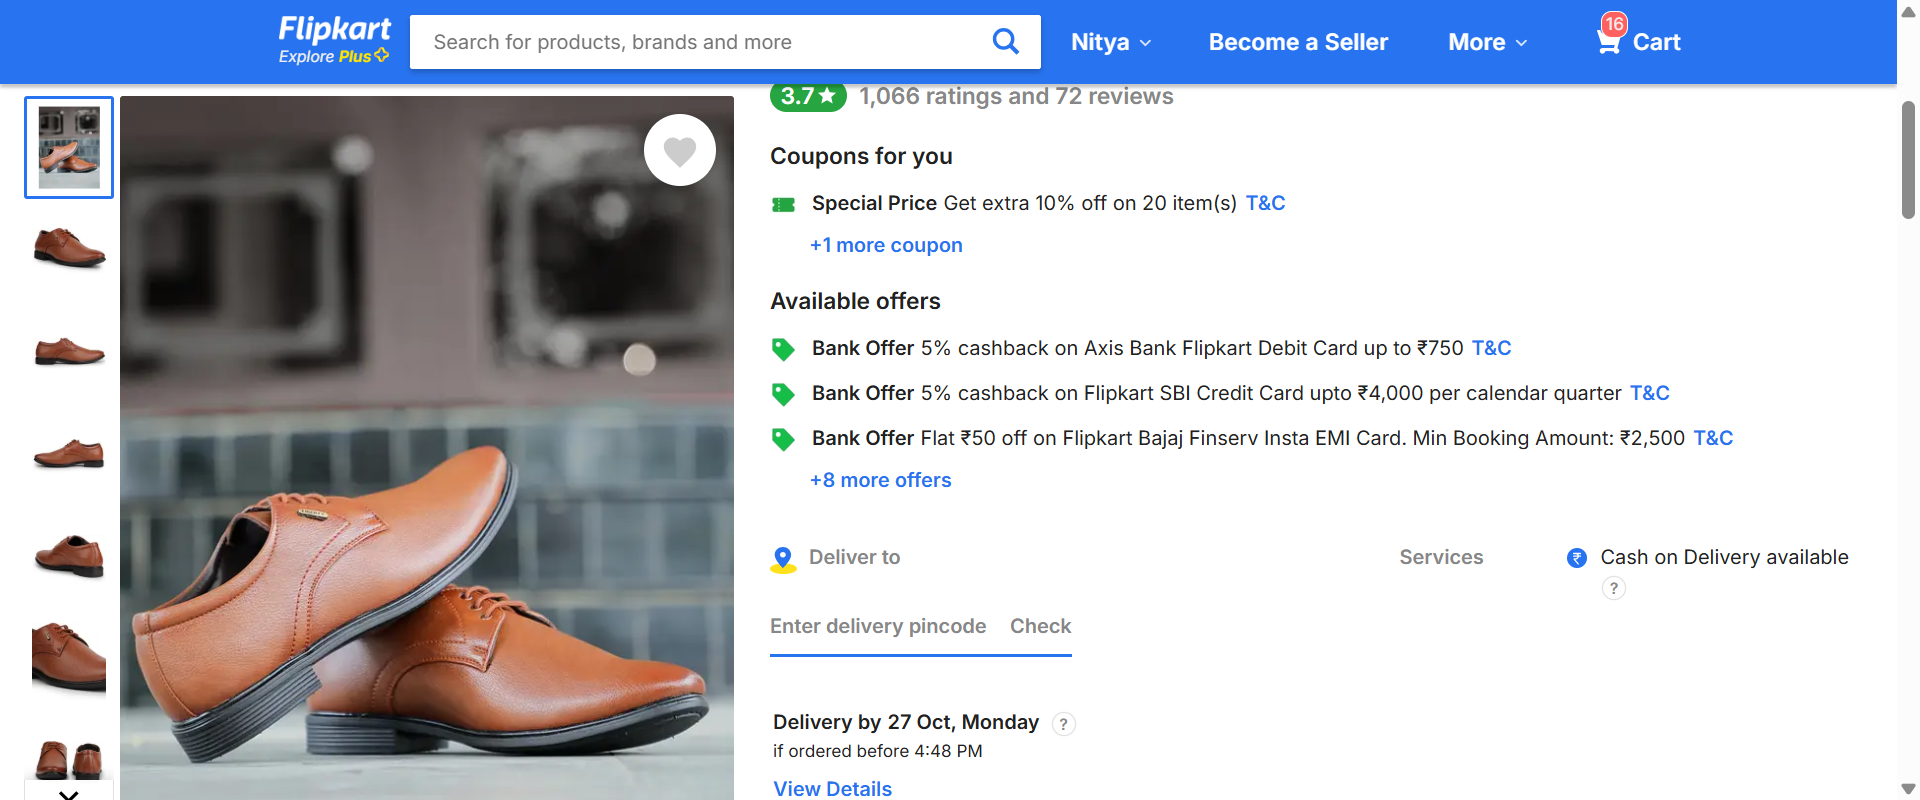 Flipkart
Explore Plus
Search for products, brands and more
Nitya
Become a Seller
More
16
Cart
3.7★ 1,066 ratings and 72 reviews
Coupons for you
Special Price Get extra 10% off on 20 item(s) T&C
+1 more coupon
Available offers
Bank Offer 5% cashback on Axis Bank Flipkart Debit Card up to ₹750 T&C
Bank Offer 5% cashback on Flipkart SBI Credit Card upto ₹4,000 per calendar quarter T&C
Bank Offer Flat ₹50 off on Flipkart Bajaj Finserv Insta EMI Card. Min Booking Amount: ₹2,500 T&C
+8 more offers
Deliver to
Services
₹ Cash on Delivery available
?
Enter delivery pincode Check
Delivery by 27 Oct, Monday ?
if ordered before 4:48 PM
View Details